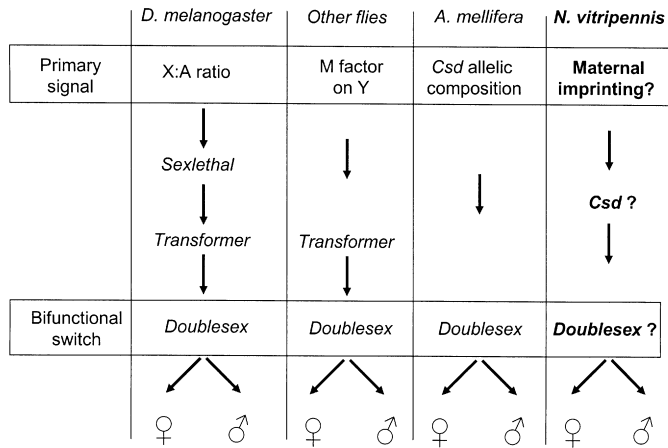 D. melanogaster Other flies A. mellifera N. vitripennis
Primary signal
X:A ratio
M factor on Y
Csd allelic composition
Maternal imprinting?
Sexlethal
Csd ?
Transformer Transformer
Bifunctional switch
Doublesex Doublesex Doublesex Doublesex ?
♀ ♂ ♀ ♂ ♀ ♂ ♀ ♂